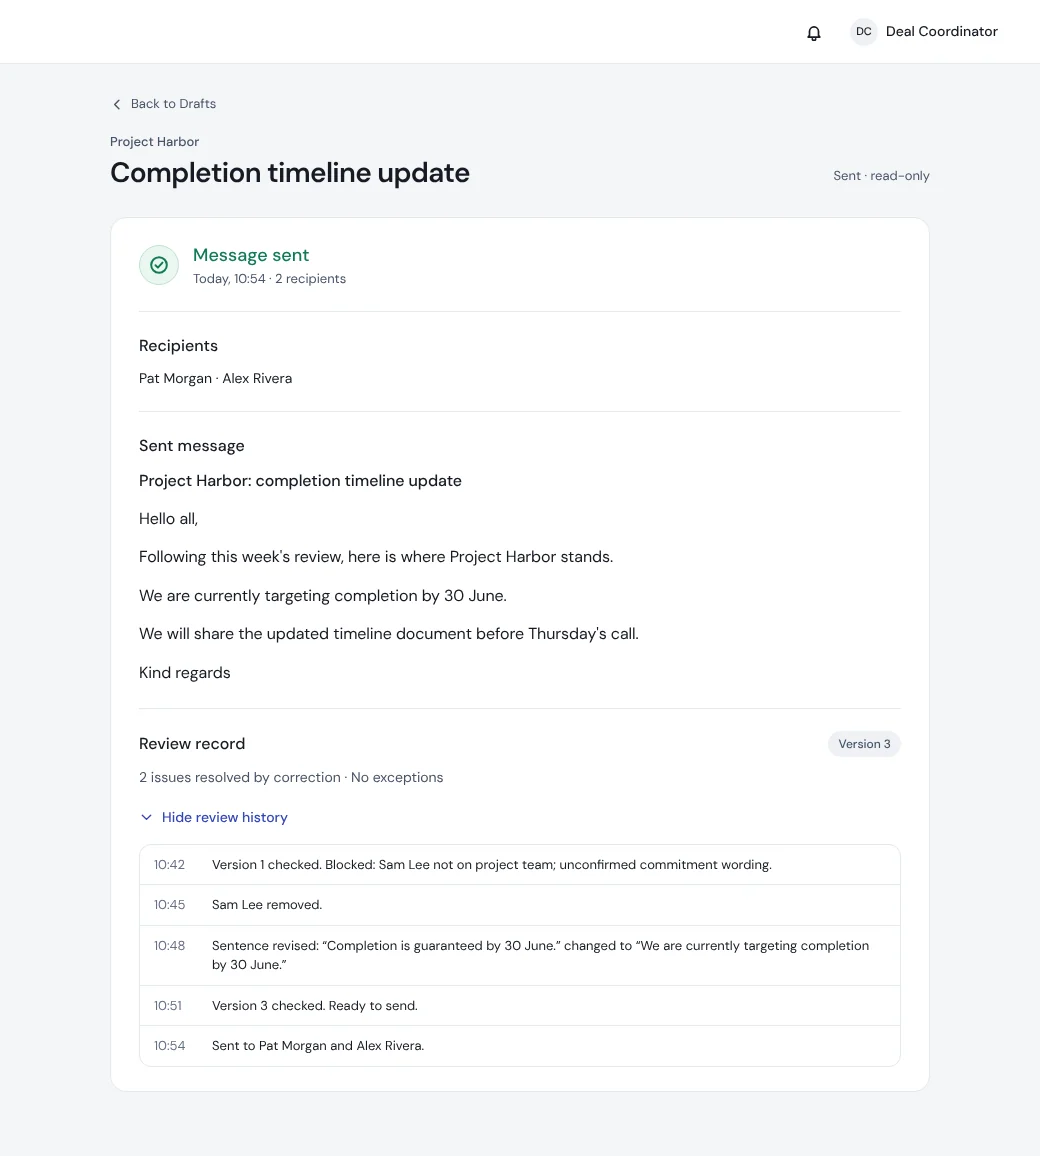 DC Deal Coordinator
Back to Drafts
Project Harbor
Completion timeline update
Sent · read-only
Message sent
Today, 10:54 · 2 recipients
Recipients
Pat Morgan · Alex Rivera
Sent message
Project Harbor: completion timeline update
Hello all,
Following this week's review, here is where Project Harbor stands.
We are currently targeting completion by 30 June.
We will share the updated timeline document before Thursday's call.
Kind regards
Review record
Version 3
2 issues resolved by correction · No exceptions
Hide review history
10:42 Version 1 checked. Blocked: Sam Lee not on project team; unconfirmed commitment wording.
10:45 Sam Lee removed.
10:48 Sentence revised: “Completion is guaranteed by 30 June.” changed to “We are currently targeting completion
by 30 June.”
10:51 Version 3 checked. Ready to send.
10:54 Sent to Pat Morgan and Alex Rivera.